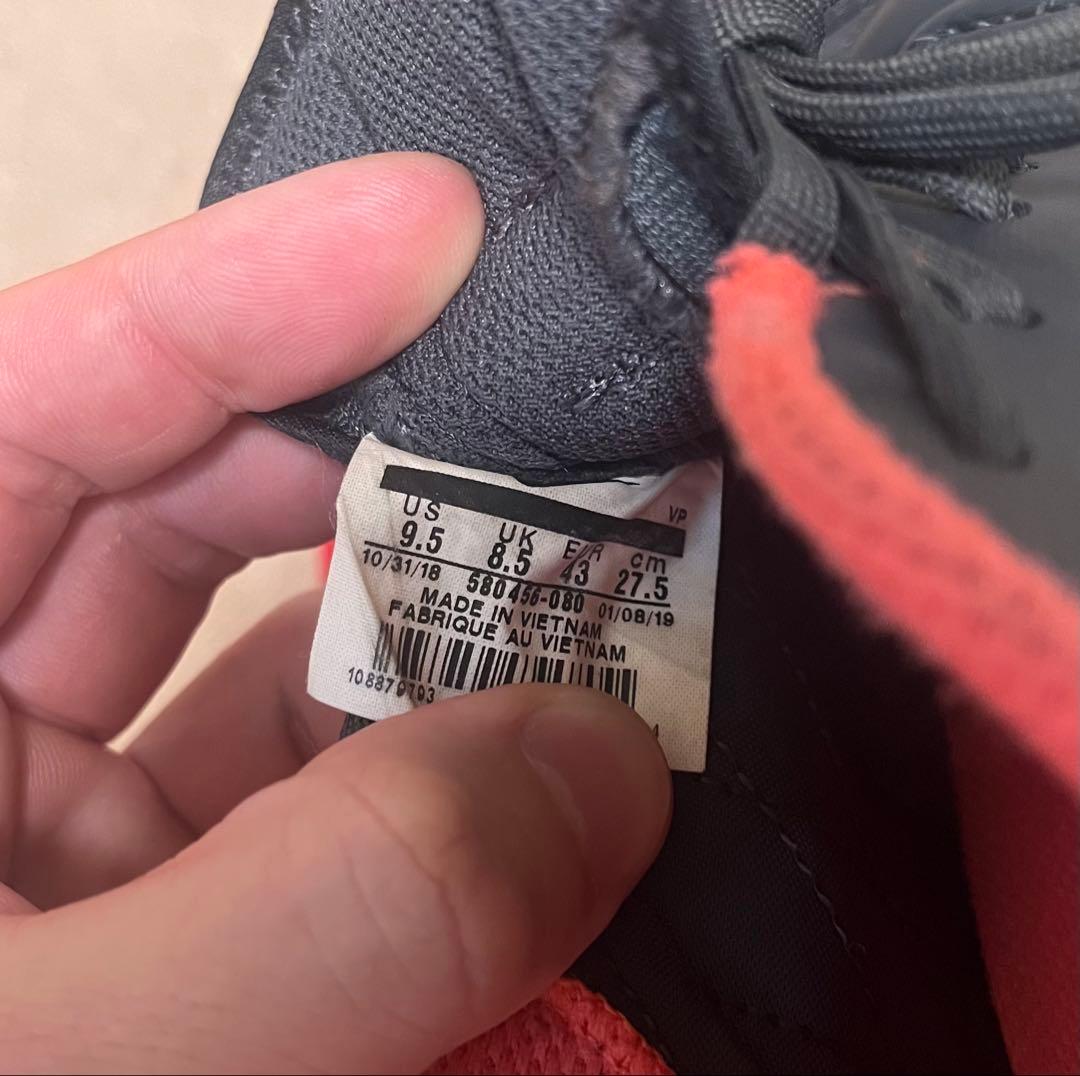 VP
US UK EUR cm
9.5 8.5 43 27.5
10/31/18 580456-080 01/08/19
MADE IN VIETNAM
FABRIQUE AU VIETNAM
4